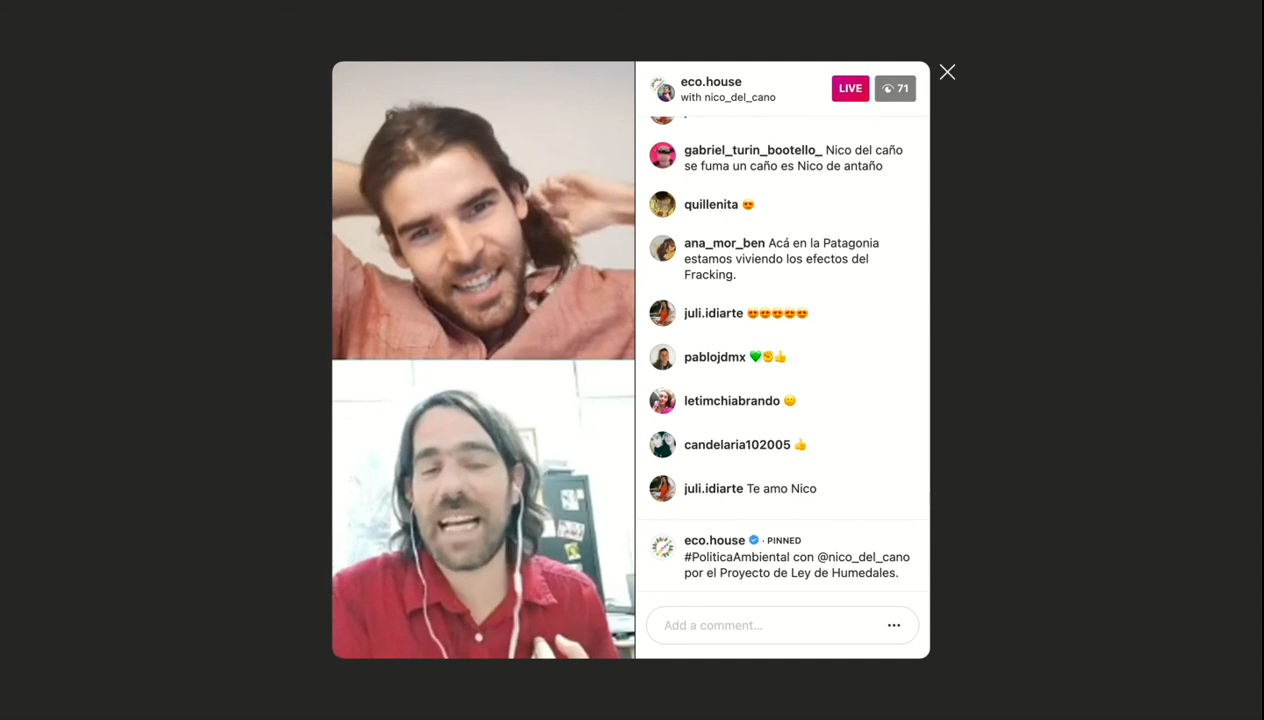 eco.house
with nico_del_cano
LIVE
71
gabriel_turin_bootello_ Nico del caño
se fuma un caño es Nico de antaño
quillenita 😍
ana_mor_ben Acá en la Patagonia
estamos viviendo los efectos del
Fracking.
juli.idiarte 😍😍😍😍😍
pablojdmx 💚✊👍
letimchiabrando 🙂
candelaria102005 👍
juli.idiarte Te amo Nico
eco.house · PINNED
#PoliticaAmbiental con @nico_del_cano
por el Proyecto de Ley de Humedales.
Add a comment...